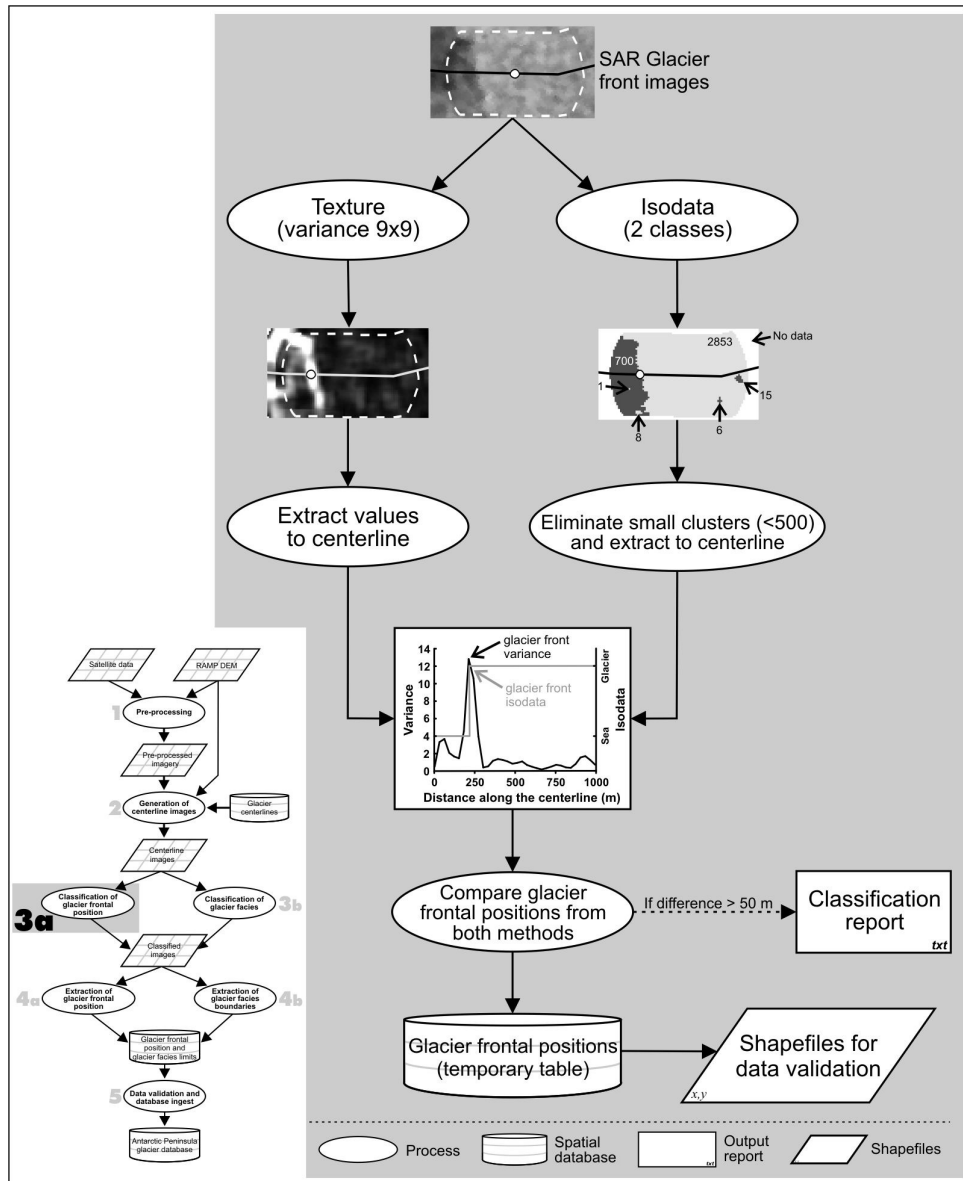 SAR Glacier
front images
Texture
(variance 9x9)
Isodata
(2 classes)
2853
No data
700
1
15
8
6
Extract values
to centerline
Eliminate small clusters (<500)
and extract to centerline
glacier front
variance
glacier front
isodata
14
12
10
8
6
4
2
0
Variance
Glacier
Sea
Isodata
0
250
500
750
1000
Distance along the centerline (m)
Compare glacier
frontal positions from
both methods
If difference > 50 m
Classification
report
txt
Glacier frontal positions
(temporary table)
Shapefiles for
data validation
x,y
Satellite data
RAMP DEM
1
Pre-processing
Pre-processed
imagery
2
Generation of
centerline images
Glacier
centerlines
Centerline
images
3a
Classification of
glacier frontal
position
Classification of
glacier facies
3b
Classified
images
4a
Extraction of
glacier frontal
position
Extraction of
glacier facies
boundaries
4b
Glacier frontal
position and
glacier facies limits
5
Data validation and
database ingest
Antarctic Peninsula
glacier database
Process
Spatial
database
Output
report
txt
Shapefiles